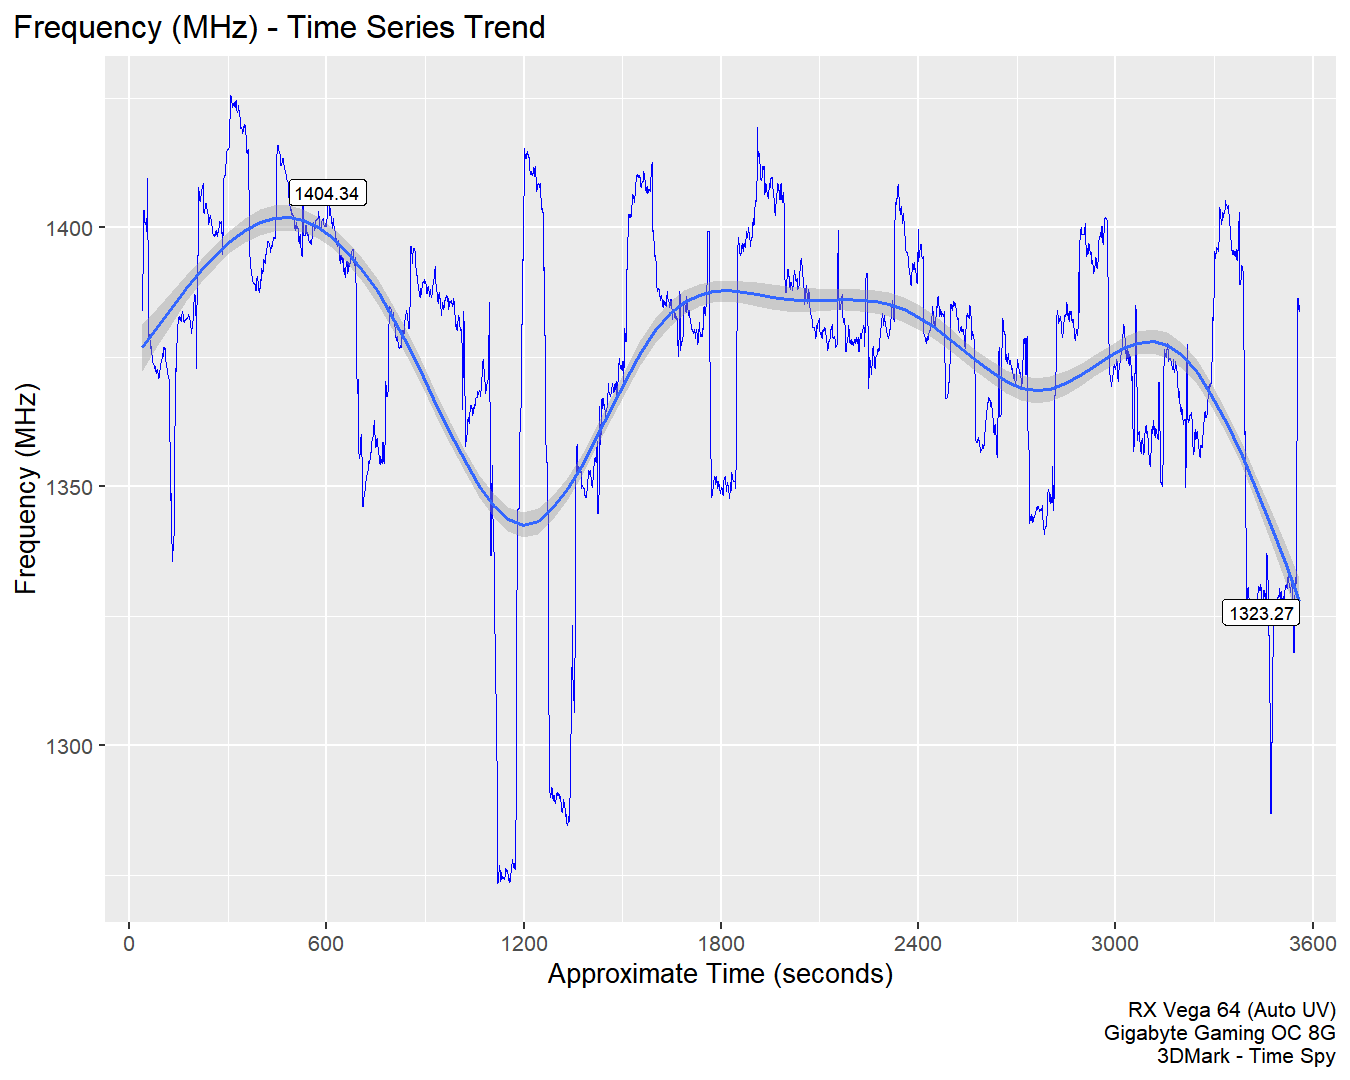 Frequency (MHz) - Time Series Trend
1404.34
1400
1350
1323.27
1300
Frequency (MHz)
0 600 1200 1800 2400 3000 3600
Approximate Time (seconds)
RX Vega 64 (Auto UV)
Gigabyte Gaming OC 8G
3DMark - Time Spy